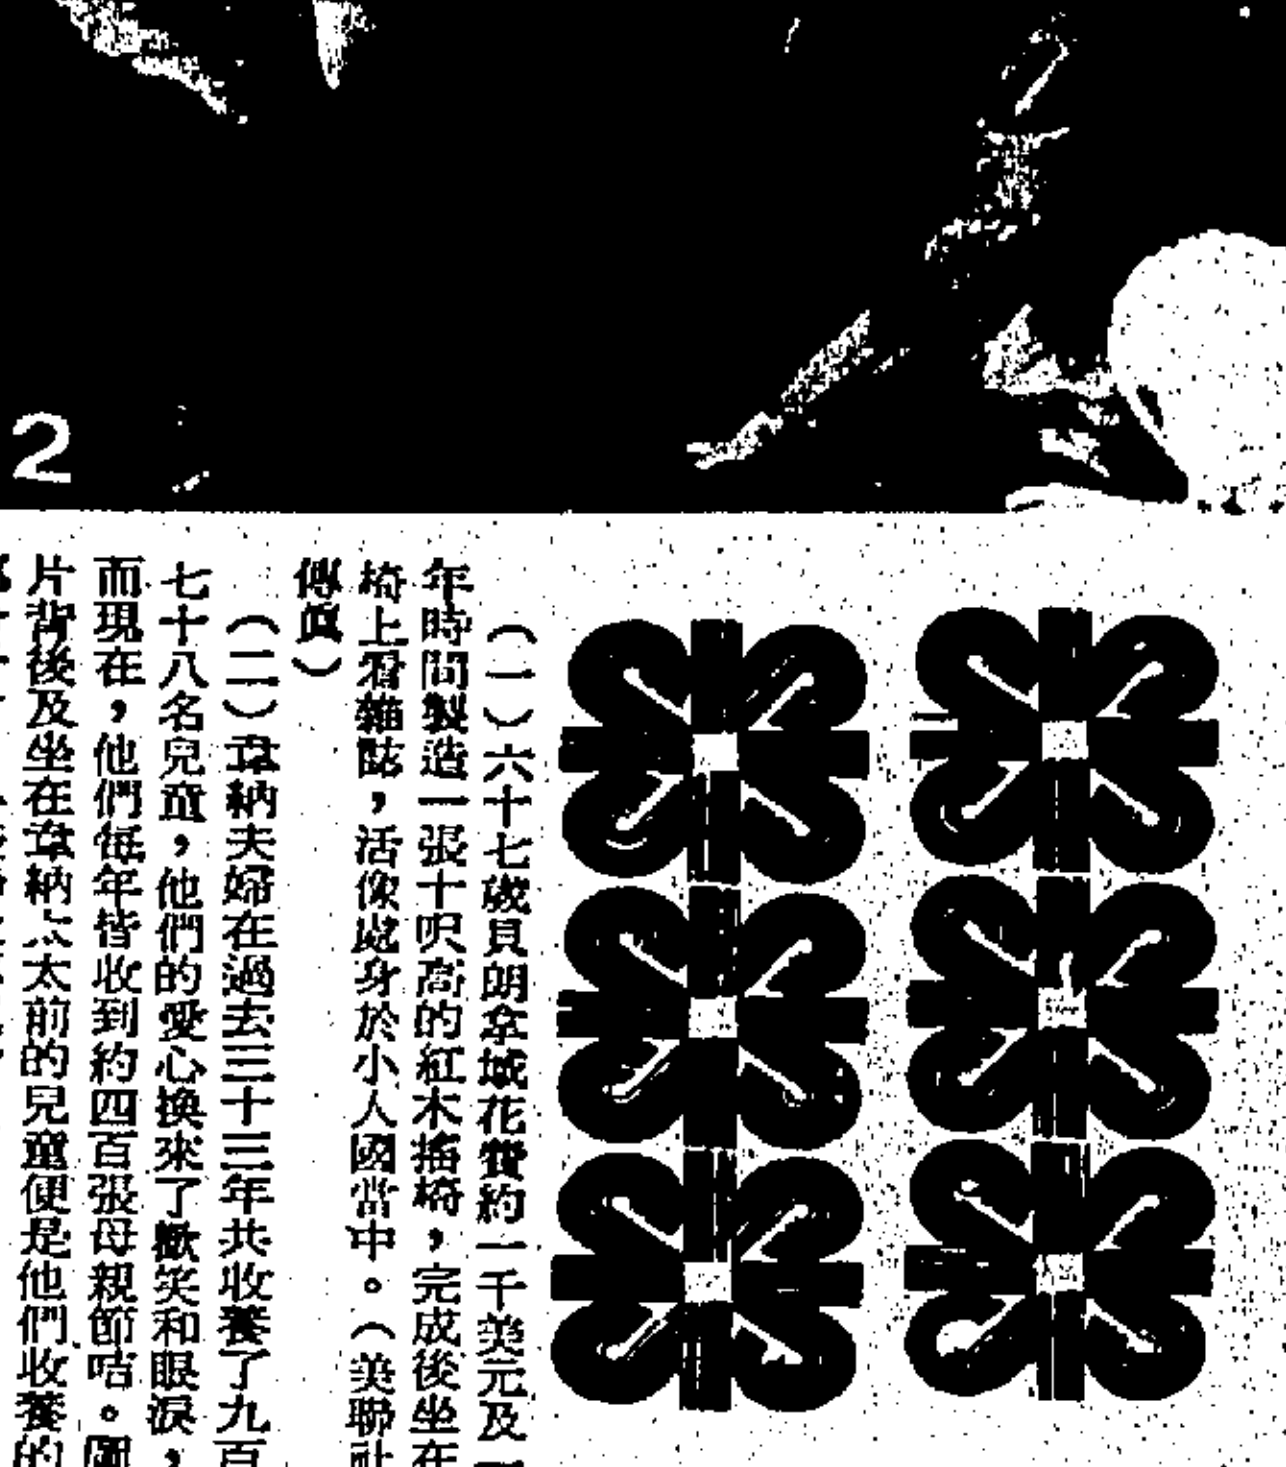 2
(一)六十七歲貝朗拿城花費約一千美元及一
年時間製造一張十呎高的紅木搖椅,完成後坐在
椅上看雜誌,活像處身於小人國當中。(美聯社
傳眞)
(二)韋納夫婦在過去三十三年共收養了九百
七十八名兒童,他們的愛心換來了歡笑和眼淚,
而現在,他們每年皆收到約四百張母親節咭。圖
片背後及坐在韋納太太前的兒童便是他們收養的